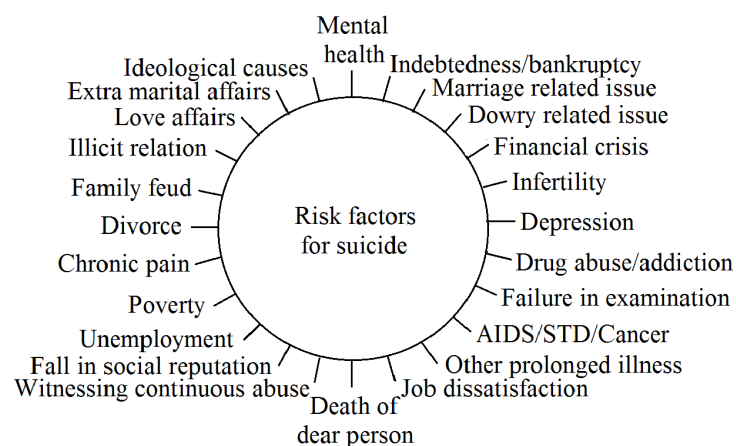 Mental
health
Indebtedness/bankruptcy
Marriage related issue
Dowry related issue
Financial crisis
Infertility
Depression
Drug abuse/addiction
Failure in examination
AIDS/STD/Cancer
Other prolonged illness
Job dissatisfaction
Death of
dear person
Witnessing continuous abuse
Fall in social reputation
Unemployment
Poverty
Chronic pain
Divorce
Family feud
Illicit relation
Love affairs
Extra marital affairs
Ideological causes
Risk factors
for suicide